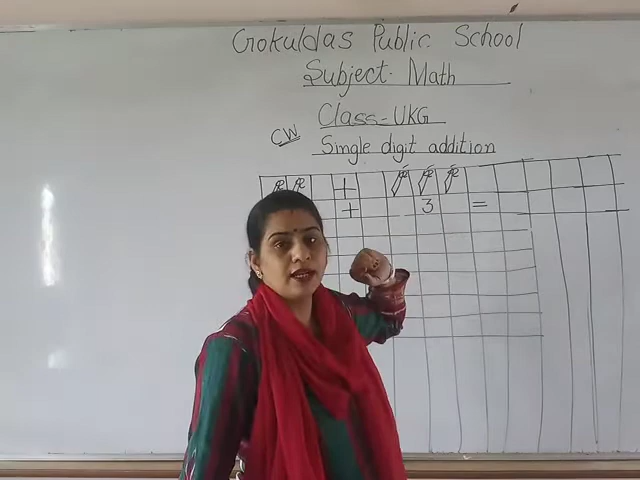 Gokuldas Public School
Subject- Math
Class-UKG
CW
Single digit addition
+
+ 3 =